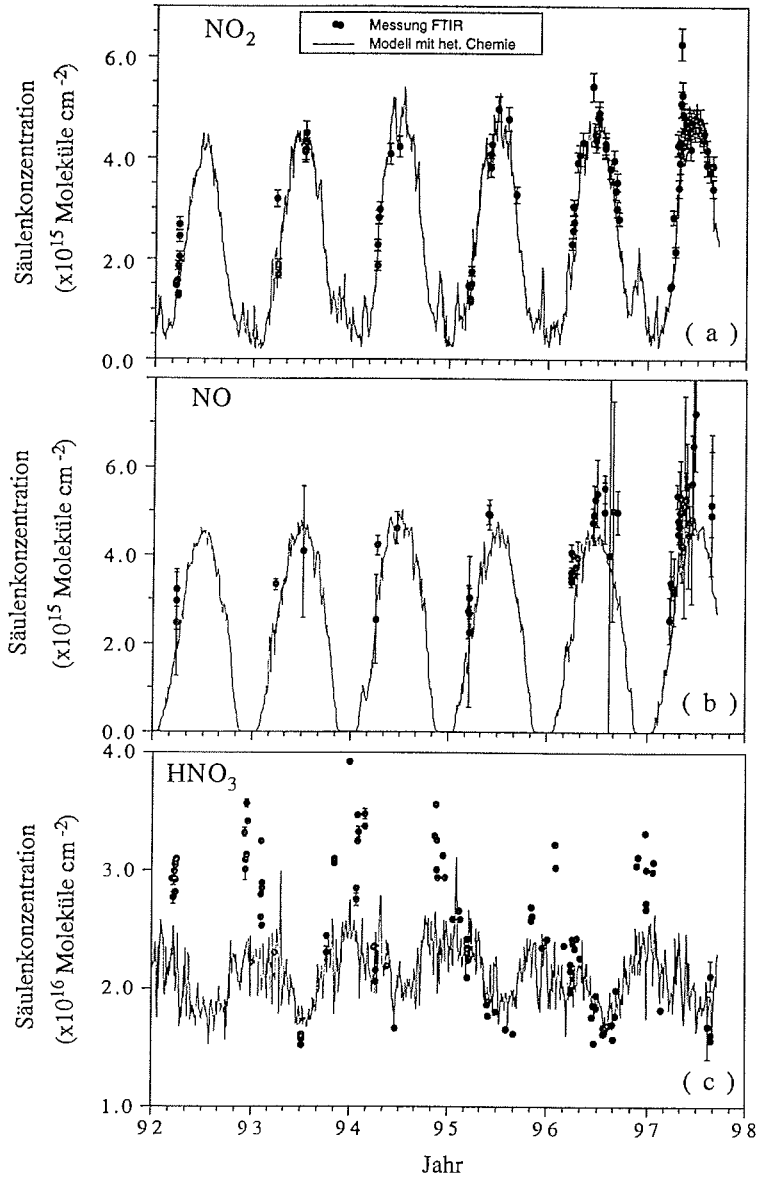 NO2
Messung FTIR
Modell mit het. Chemie
6.0
4.0
2.0
0.0
Säulenkonzentration
(x10^15 Moleküle cm^-2)
( a )
NO
6.0
4.0
2.0
0.0
Säulenkonzentration
(x10^15 Moleküle cm^-2)
( b )
HNO3
4.0
3.0
2.0
1.0
Säulenkonzentration
(x10^16 Moleküle cm^-2)
( c )
92 93 94 95 96 97 98
Jahr